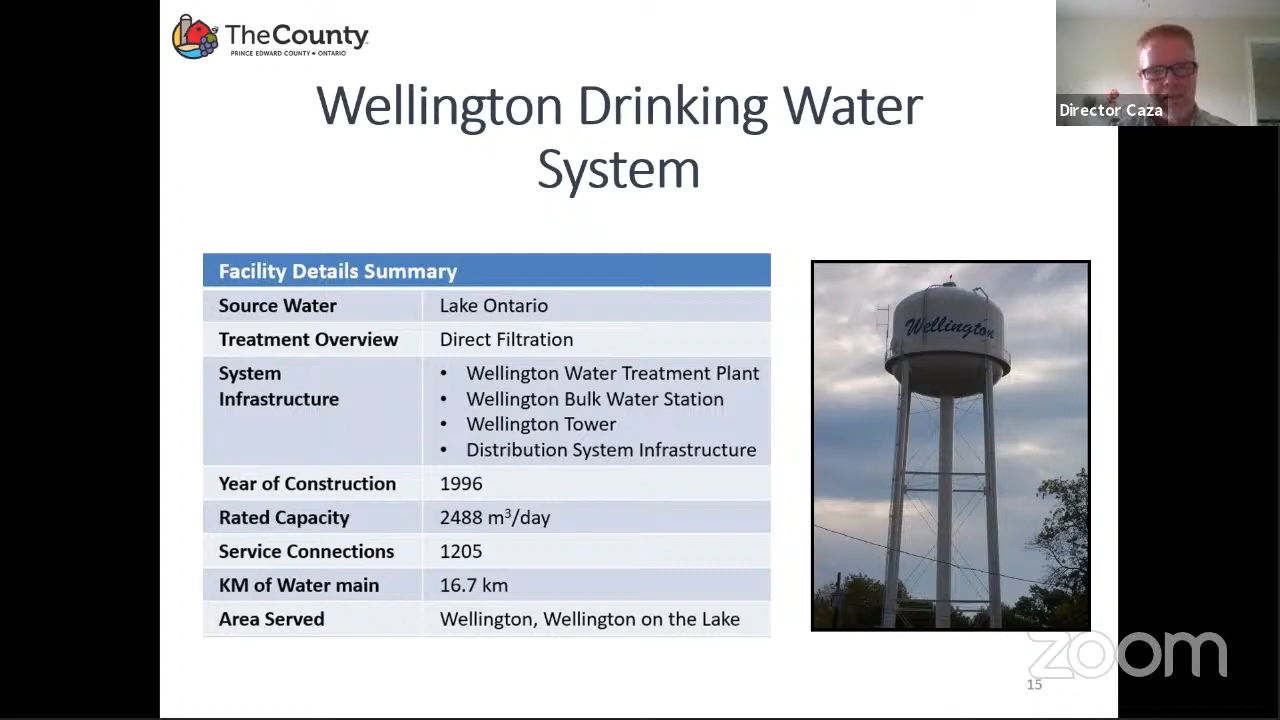 TheCounty
PRINCE EDWARD COUNTY • ONTARIO
Director Caza
Wellington Drinking Water
System
Facility Details Summary
Source Water Lake Ontario
Treatment Overview Direct Filtration
System
Infrastructure
• Wellington Water Treatment Plant
• Wellington Bulk Water Station
• Wellington Tower
• Distribution System Infrastructure
Year of Construction 1996
Rated Capacity 2488 m³/day
Service Connections 1205
KM of Water main 16.7 km
Area Served Wellington, Wellington on the Lake
Wellington
zoom
15